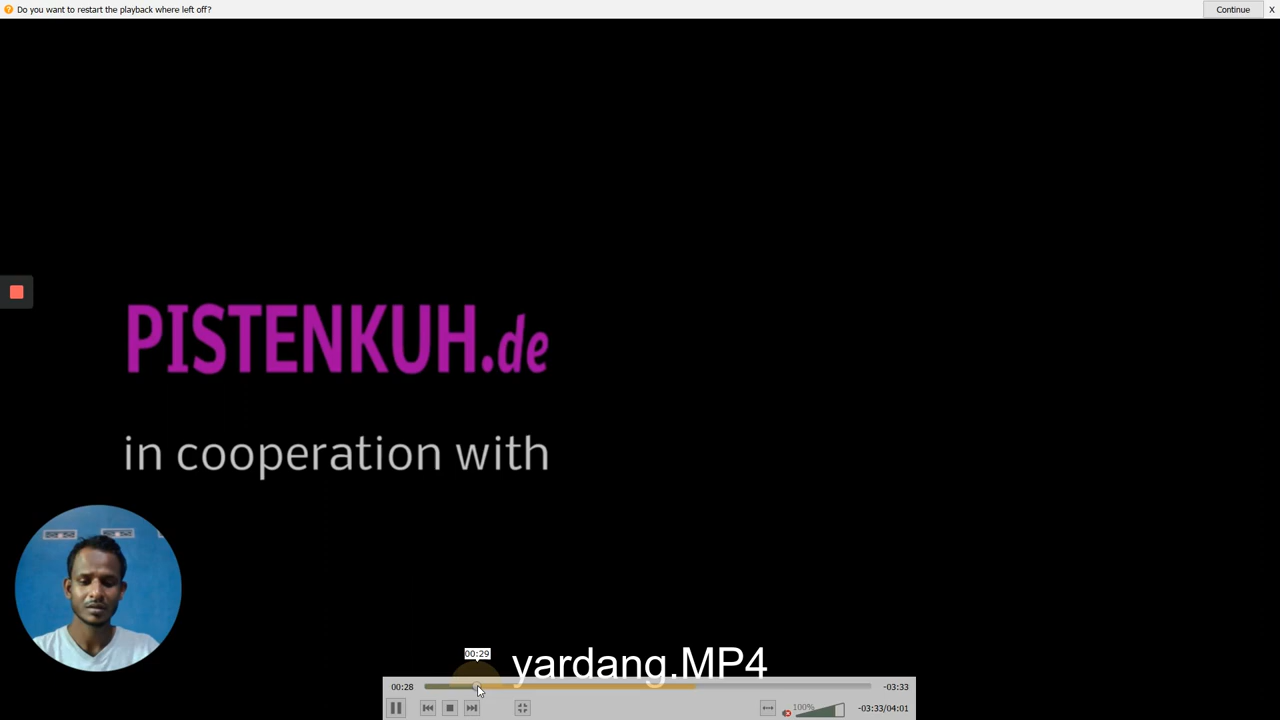 Do you want to restart the playback where left off?
Continue
X
PISTENKUH.de
in cooperation with
00:29
yardang.MP4
00:28
-03:33
100%
-03:33/04:01